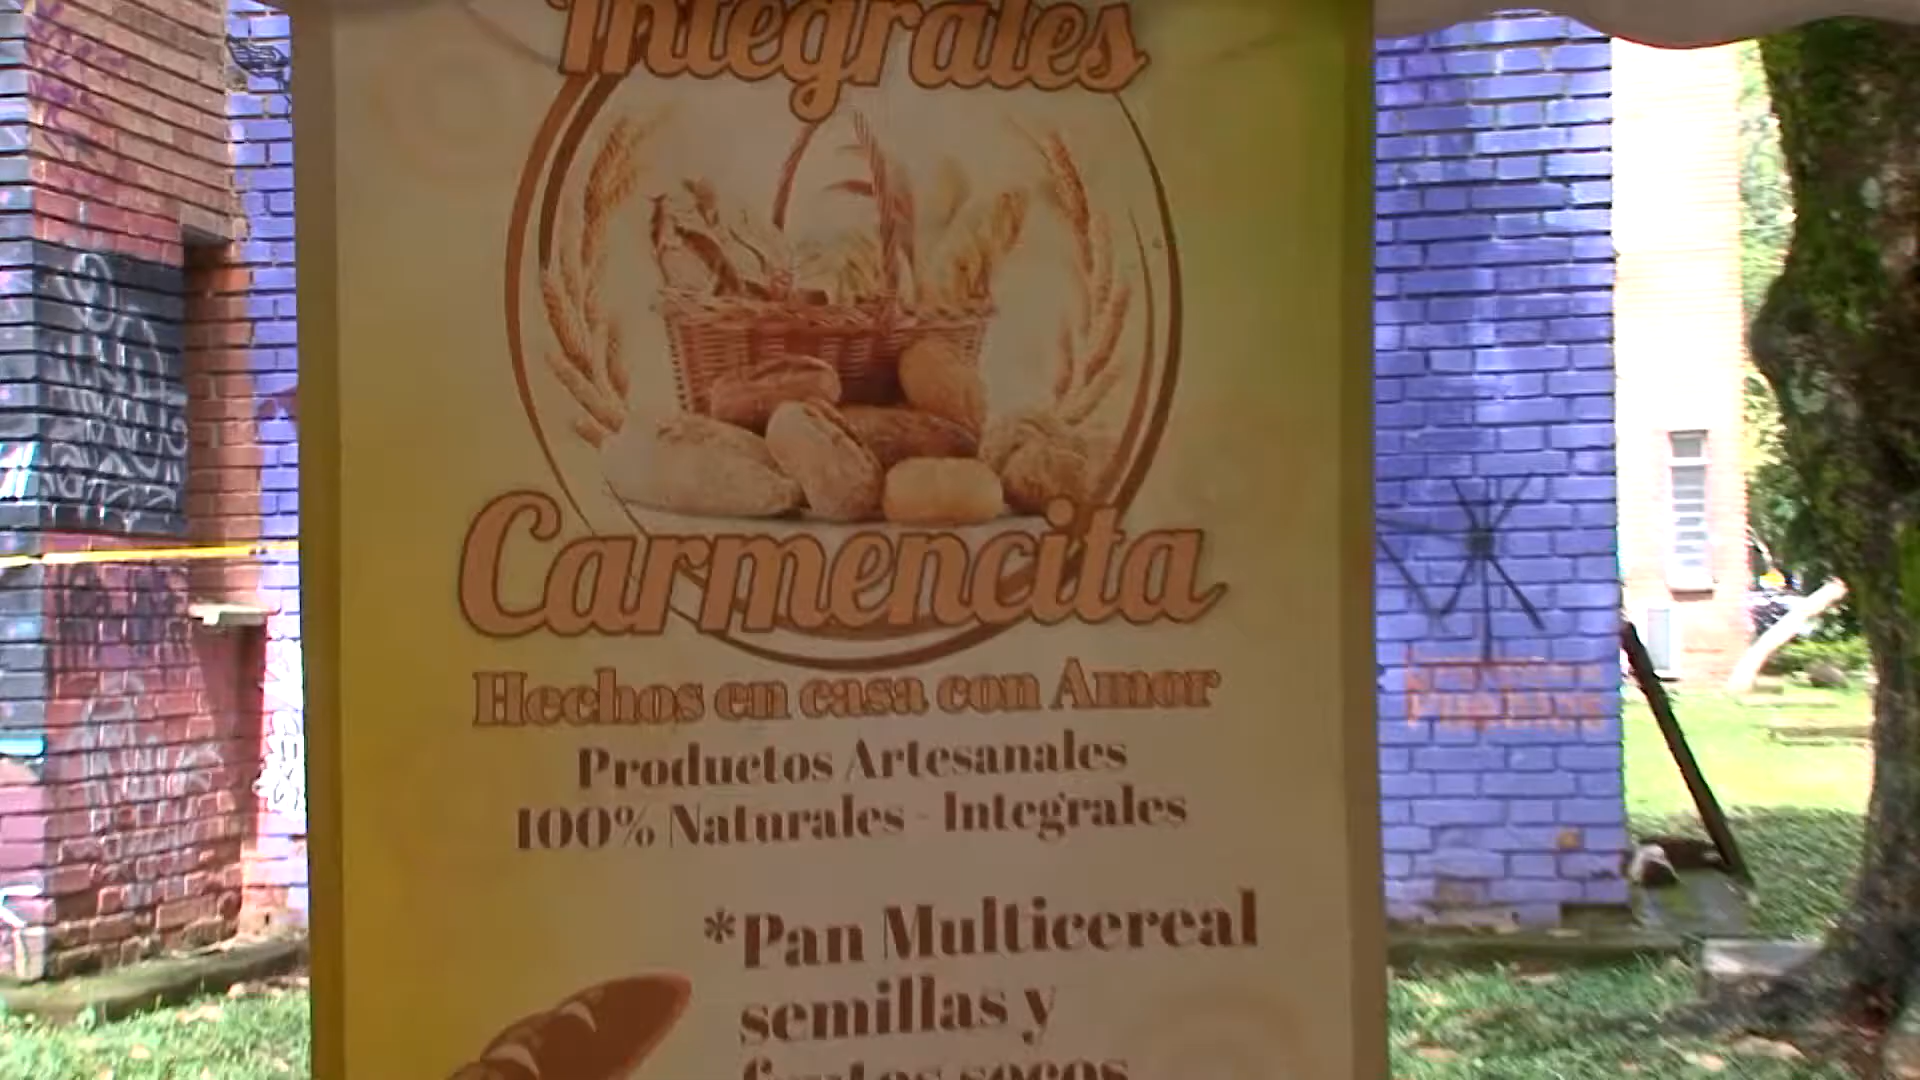 Integrales
Carmencita
Hechos en casa con Amor
Productos Artesanales
100% Naturales - Integrales
*Pan Multicereal
semillas y
frutos secos